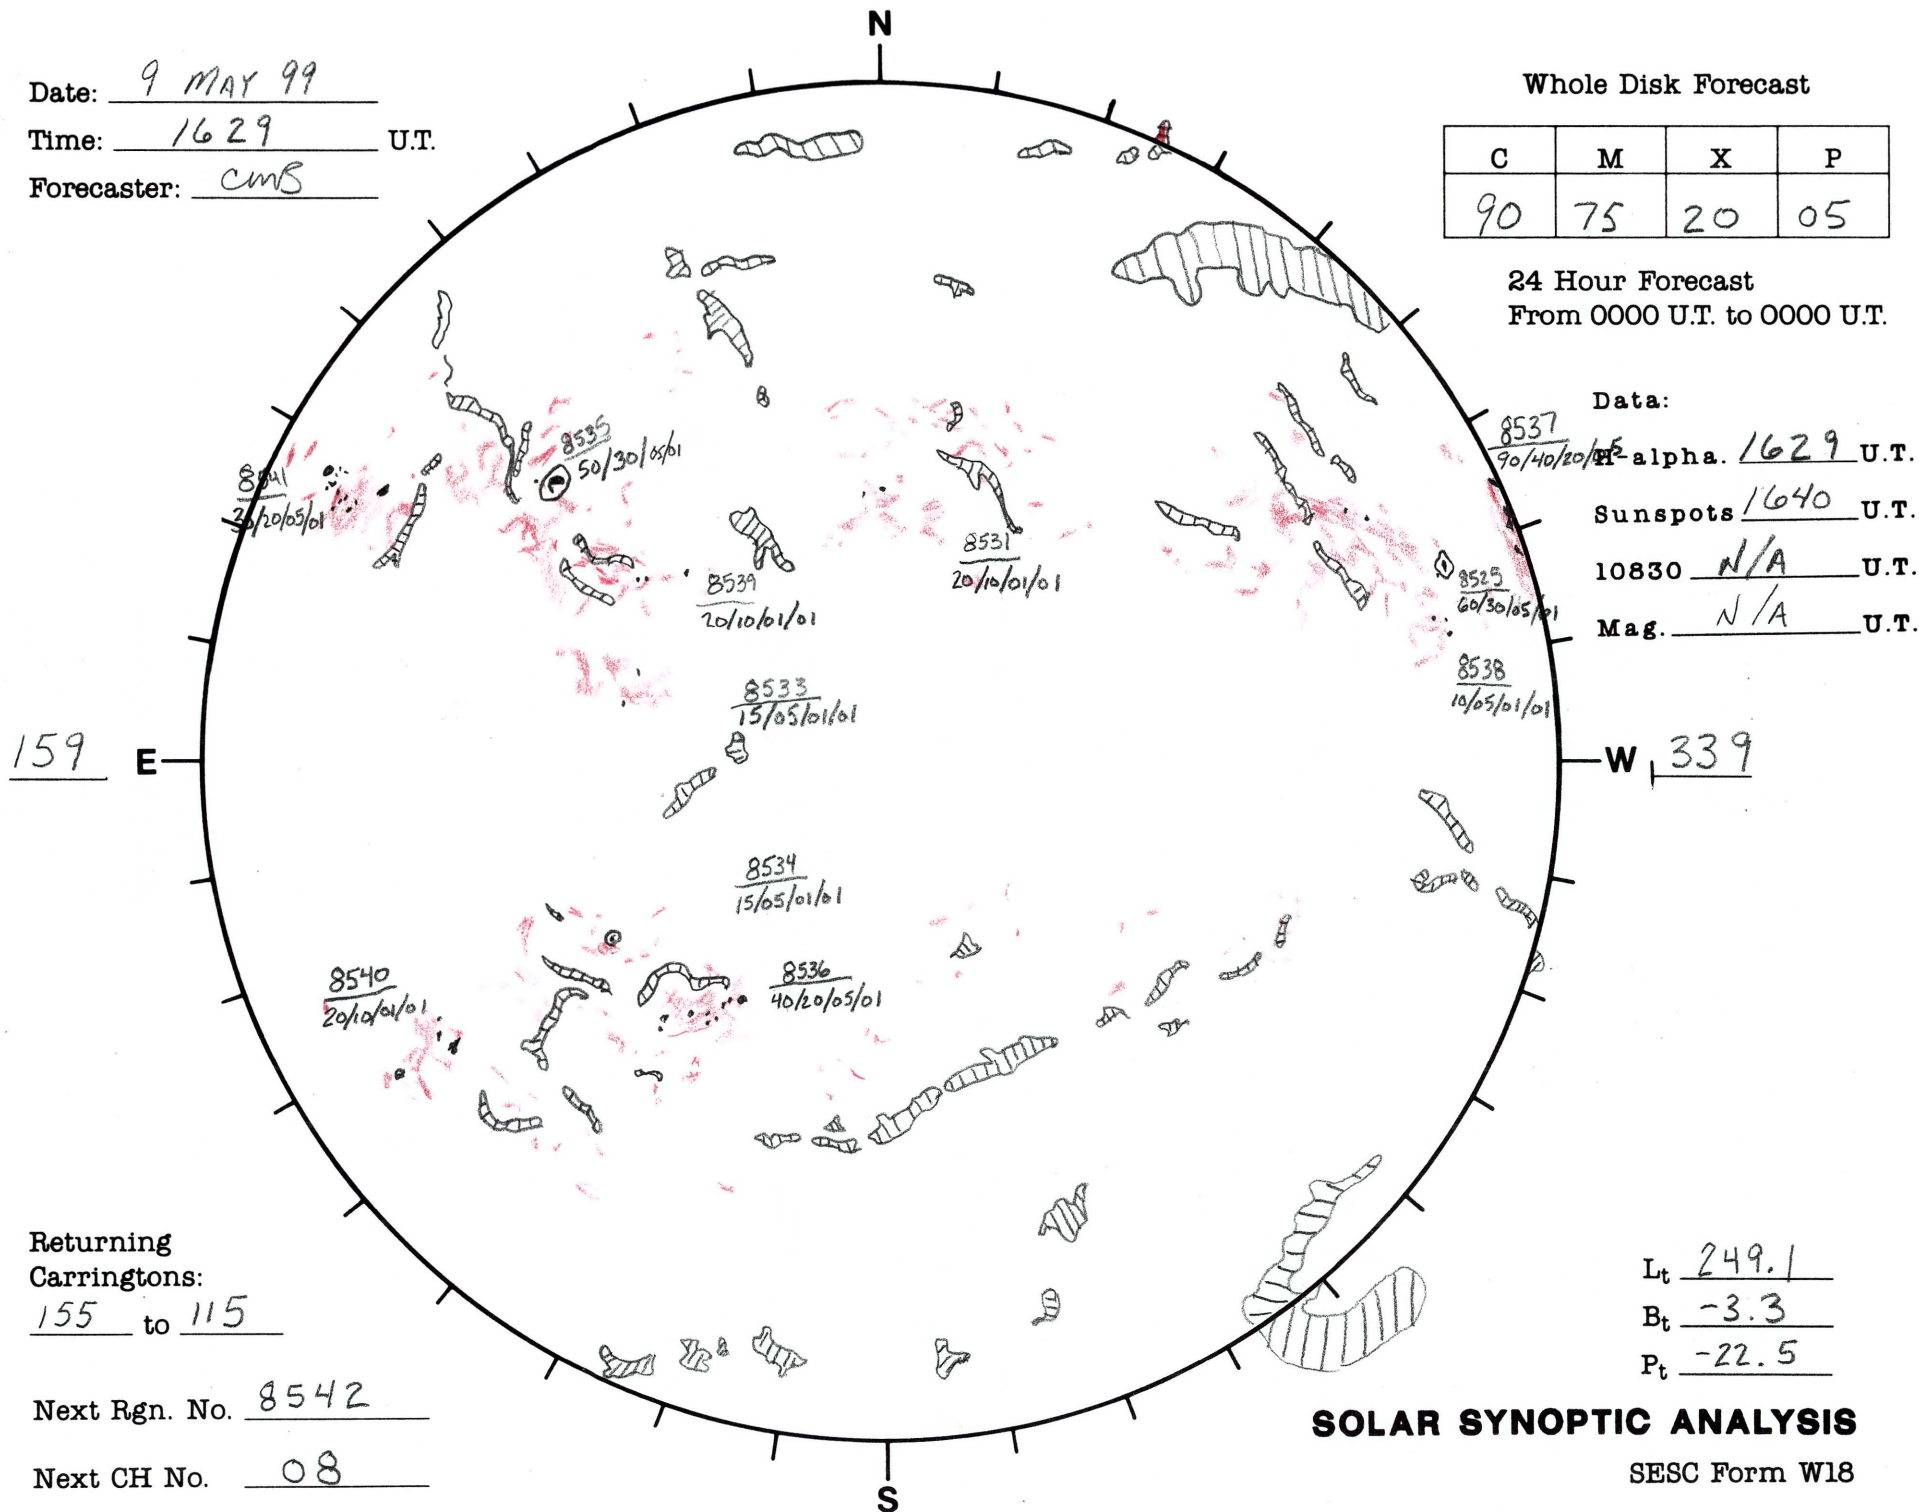 N
Date: 9 MAY 99
Time: 1629 U.T.
Forecaster: CMB
Whole Disk Forecast
C M X P
90 75 20 05
24 Hour Forecast
From 0000 U.T. to 0000 U.T.
Data:
H-alpha. 1629 U.T.
Sunspots 1640 U.T.
10830 N/A U.T.
Mag. N/A U.T.
8537
90/40/20/05
8535
50/30/05/01
8541
30/20/05/01
8531
20/10/01/01
8539
20/10/01/01
8525
60/30/05/01
8538
10/05/01/01
8533
15/05/01/01
159 E
W 339
8534
15/05/01/01
8540
20/10/01/01
8536
40/20/05/01
Returning
Carringtons:
155 to 115
Next Rgn. No. 8542
Next CH No. 08
Lt 249.1
Bt -3.3
Pt -22.5
SOLAR SYNOPTIC ANALYSIS
SESC Form W18
S